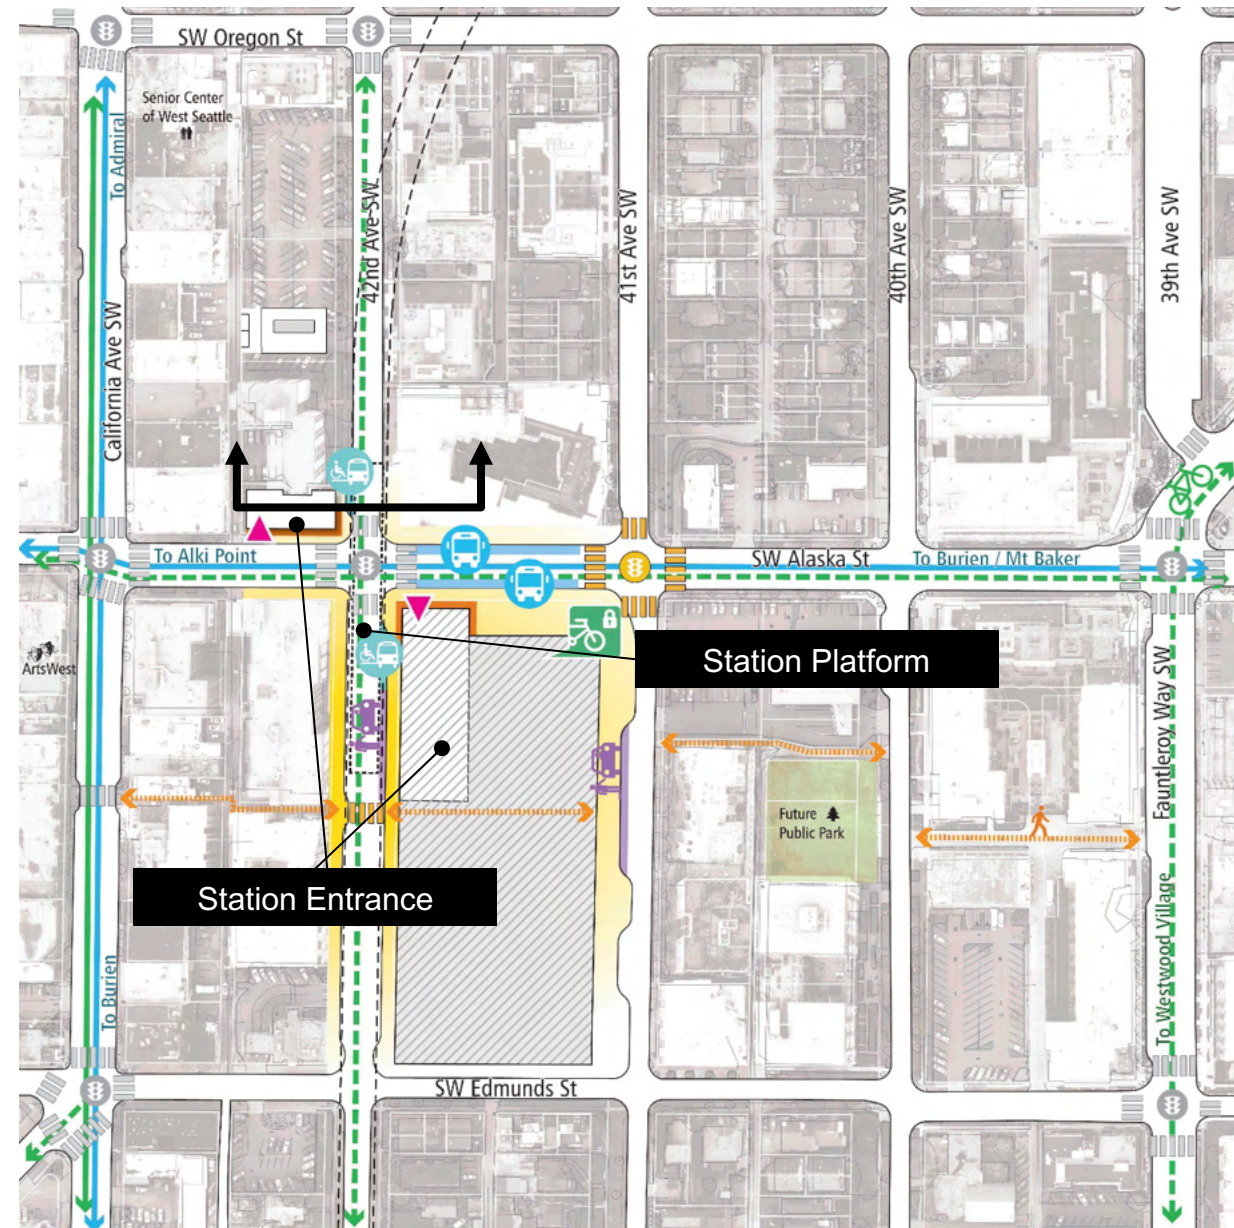 SW Oregon St
Senior Center
of West Seattle
To Admiral
California Ave SW
42nd Ave SW
41st Ave SW
40th Ave SW
39th Ave SW
To Alki Point
SW Alaska St
To Burien / Mt Baker
ArtsWest
Station Platform
Fauntleroy Way SW
Future
Public Park
Station Entrance
To Westwood Village
To Burien
SW Edmunds St